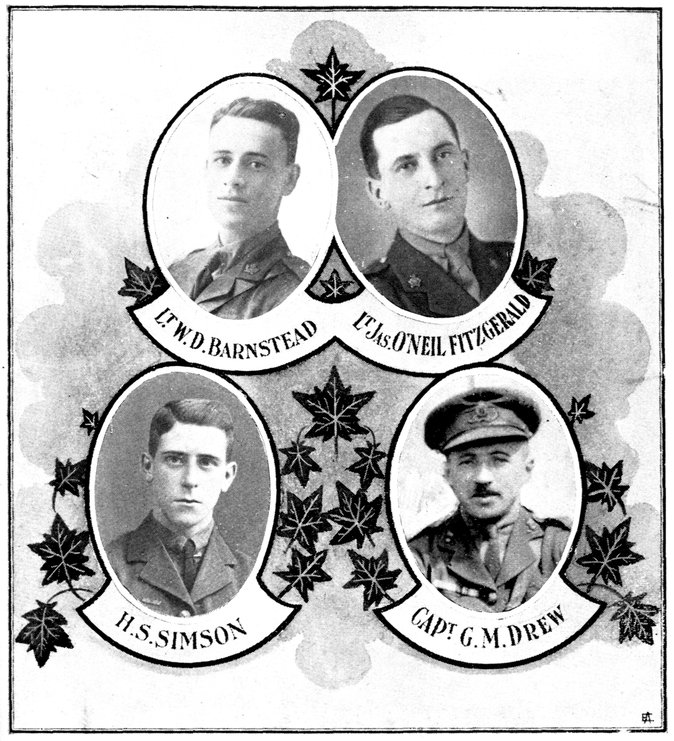 LT. W. D. BARNSTEAD
LT. JAS. O'NEIL FITZGERALD
H. S. SIMSON
CAPT. G. M. DREW